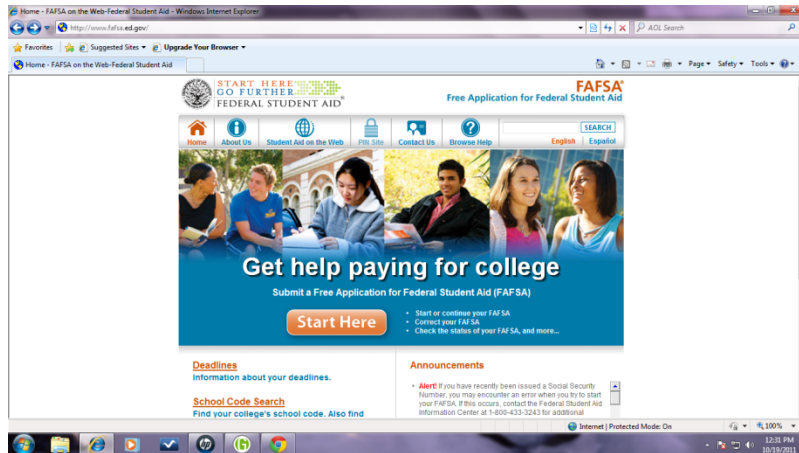 Home - FAFSA on the Web-Federal Student Aid - Windows Internet Explorer
http://www.fafsa.ed.gov/
AOL Search
Favorites Suggested Sites Upgrade Your Browser
Home - FAFSA on the Web-Federal Student Aid
Page Safety Tools
START HERE
GO FURTHER
FEDERAL STUDENT AID
FAFSA
Free Application for Federal Student Aid
Home About Us Student Aid on the Web PIN Site Contact Us Browse Help
SEARCH
English Español
Get help paying for college
Submit a Free Application for Federal Student Aid (FAFSA)
Start Here
• Start or continue your FAFSA
• Correct your FAFSA
• Check the status of your FAFSA, and more...
Deadlines
Information about your deadlines.
School Code Search
Find your college's school code. Also find
Announcements
• Alert! If you have recently been issued a Social Security
Number, you may encounter an error when you try to start
your FAFSA. If this occurs, contact the Federal Student Aid
Information Center at 1-800-433-3243 for additional
Internet | Protected Mode: On
100%
12:31 PM
10/19/2011